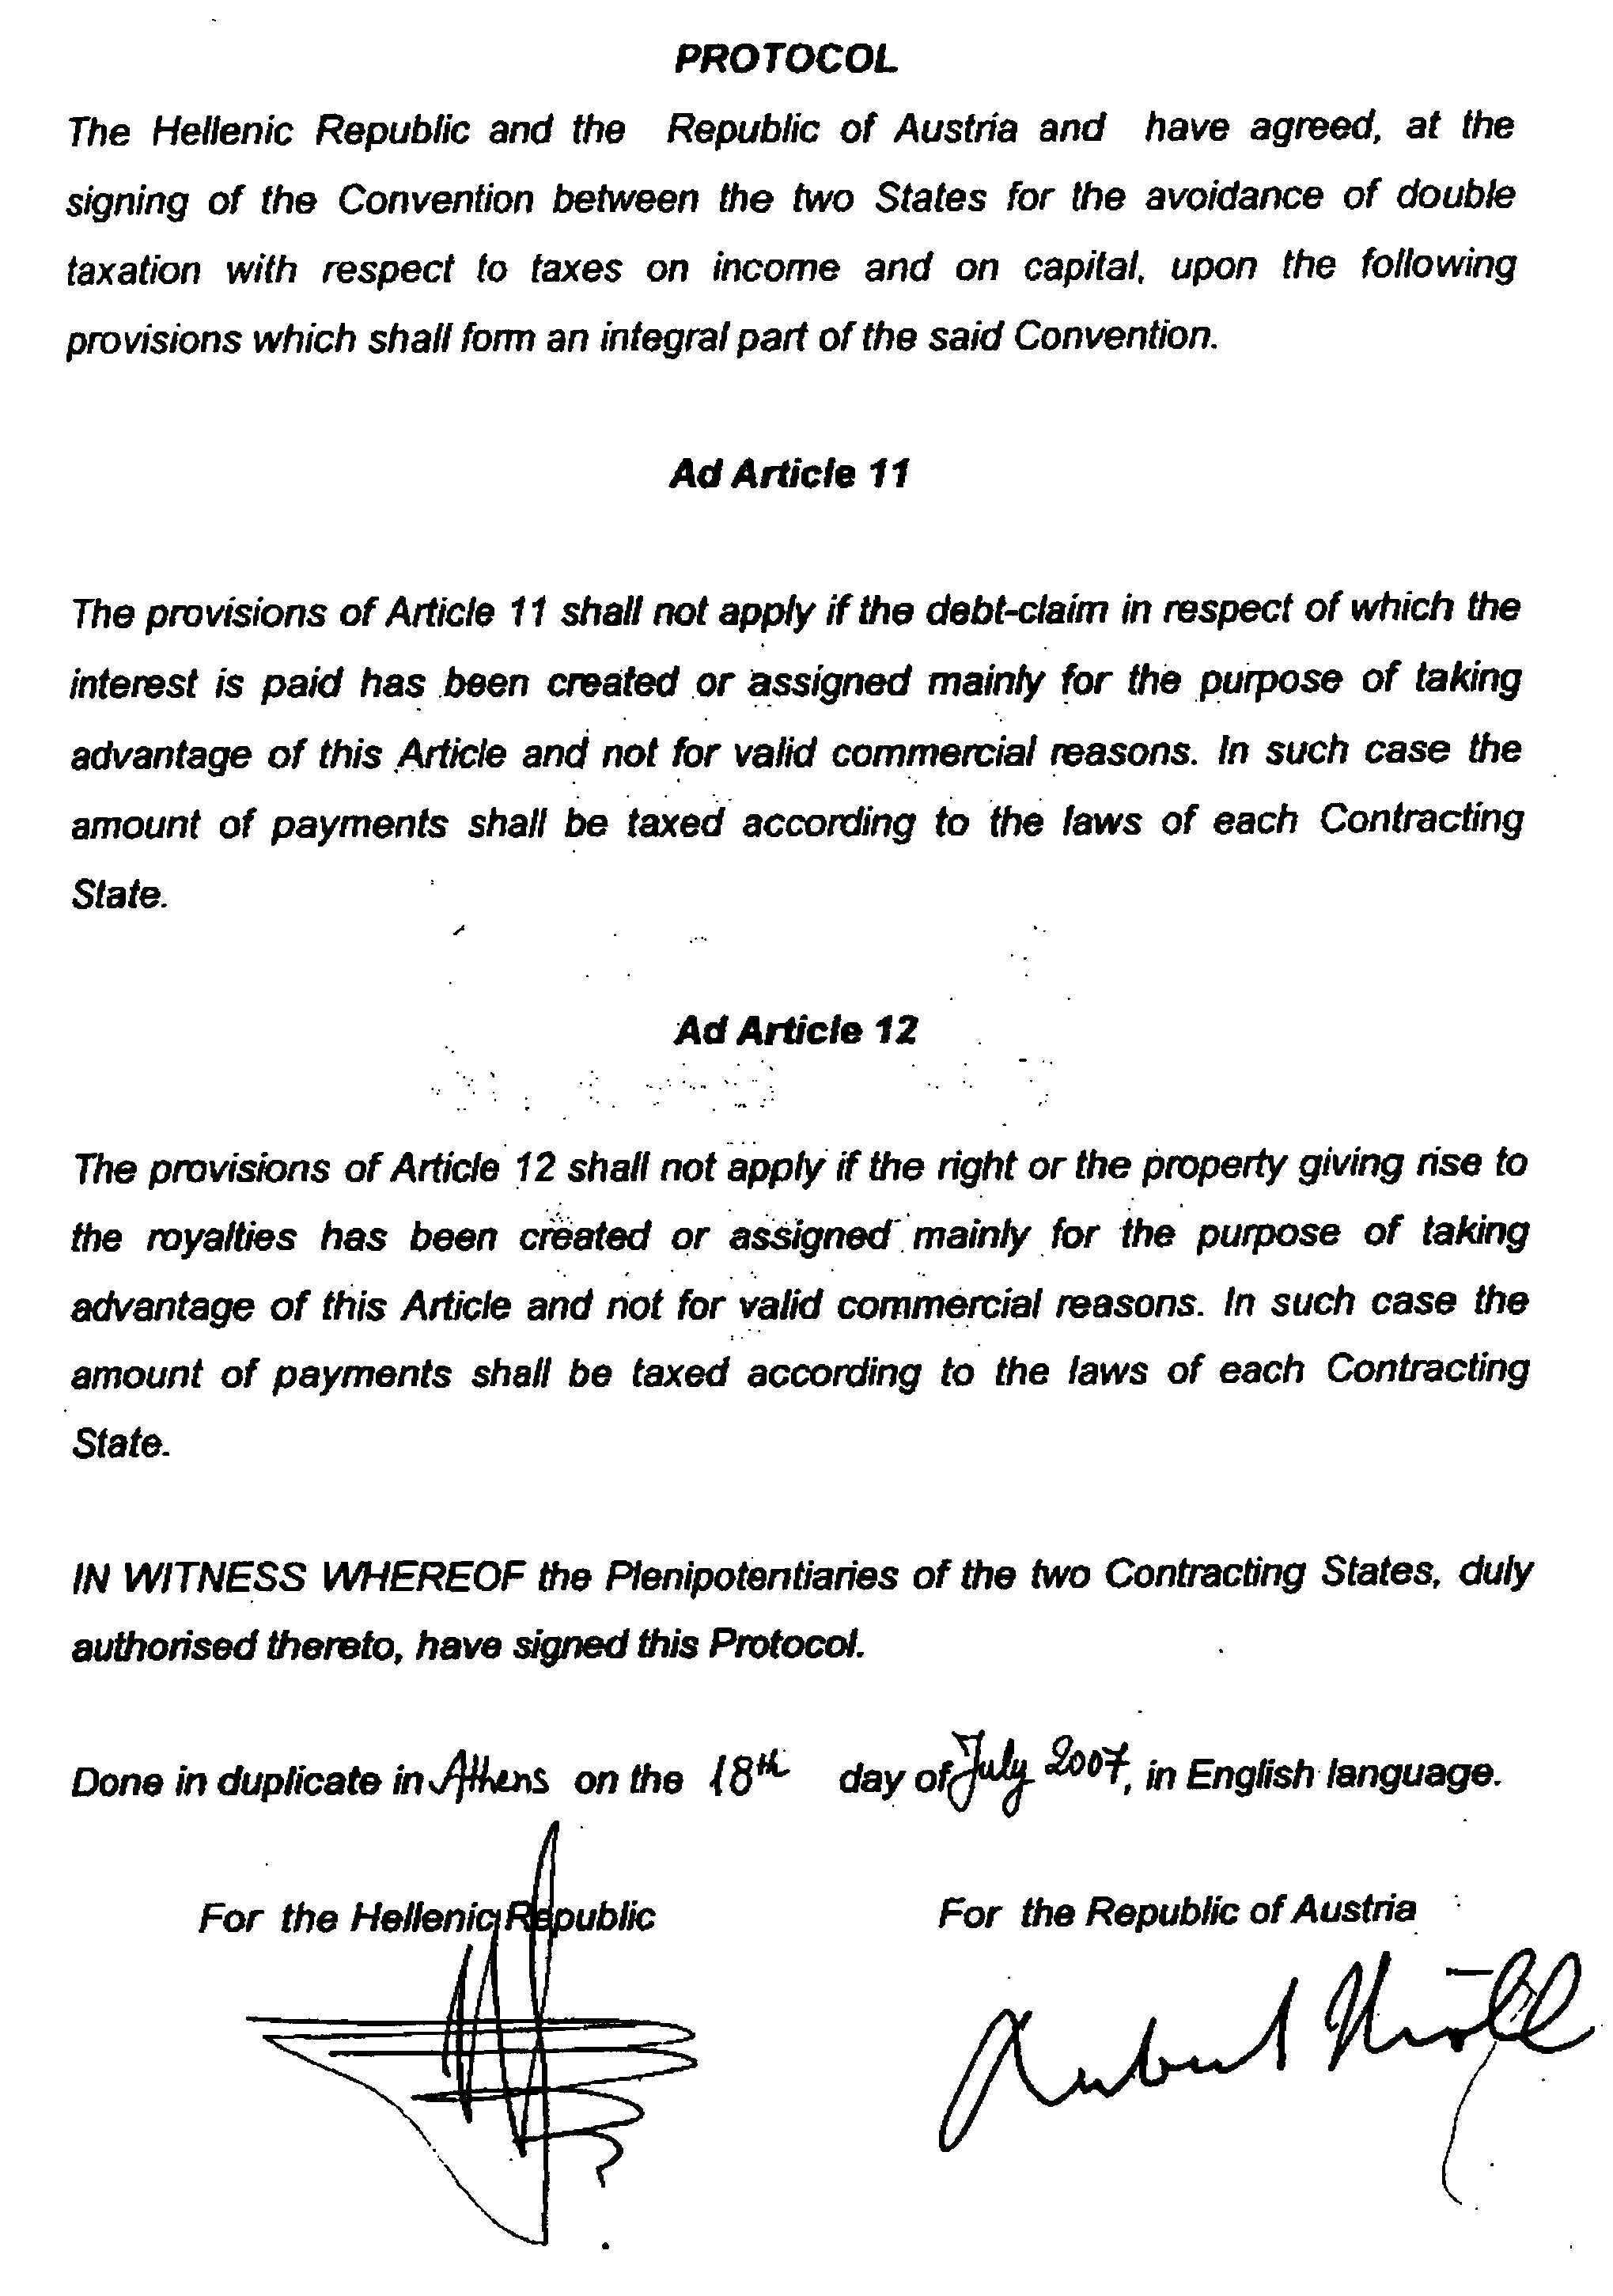 PROTOCOL
The Hellenic Republic and the Republic of Austria and have agreed, at the
signing of the Convention between the two States for the avoidance of double
taxation with respect to taxes on income and on capital, upon the following
provisions which shall form an integral part of the said Convention.
Ad Article 11
The provisions of Article 11 shall not apply if the debt-claim in respect of which the
interest is paid has been created or assigned mainly for the purpose of taking
advantage of this Article and not for valid commercial reasons. In such case the
amount of payments shall be taxed according to the laws of each Contracting
State.
Ad Article 12
The provisions of Article 12 shall not apply if the right or the property giving rise to
the royalties has been created or assigned mainly for the purpose of taking
advantage of this Article and not for valid commercial reasons. In such case the
amount of payments shall be taxed according to the laws of each Contracting
State.
IN WITNESS WHEREOF the Plenipotentiaries of the two Contracting States, duly
authorised thereto, have signed this Protocol.
Done in duplicate in Athens on the 18th day of July 2007, in English language.
For the Hellenic Republic For the Republic of Austria